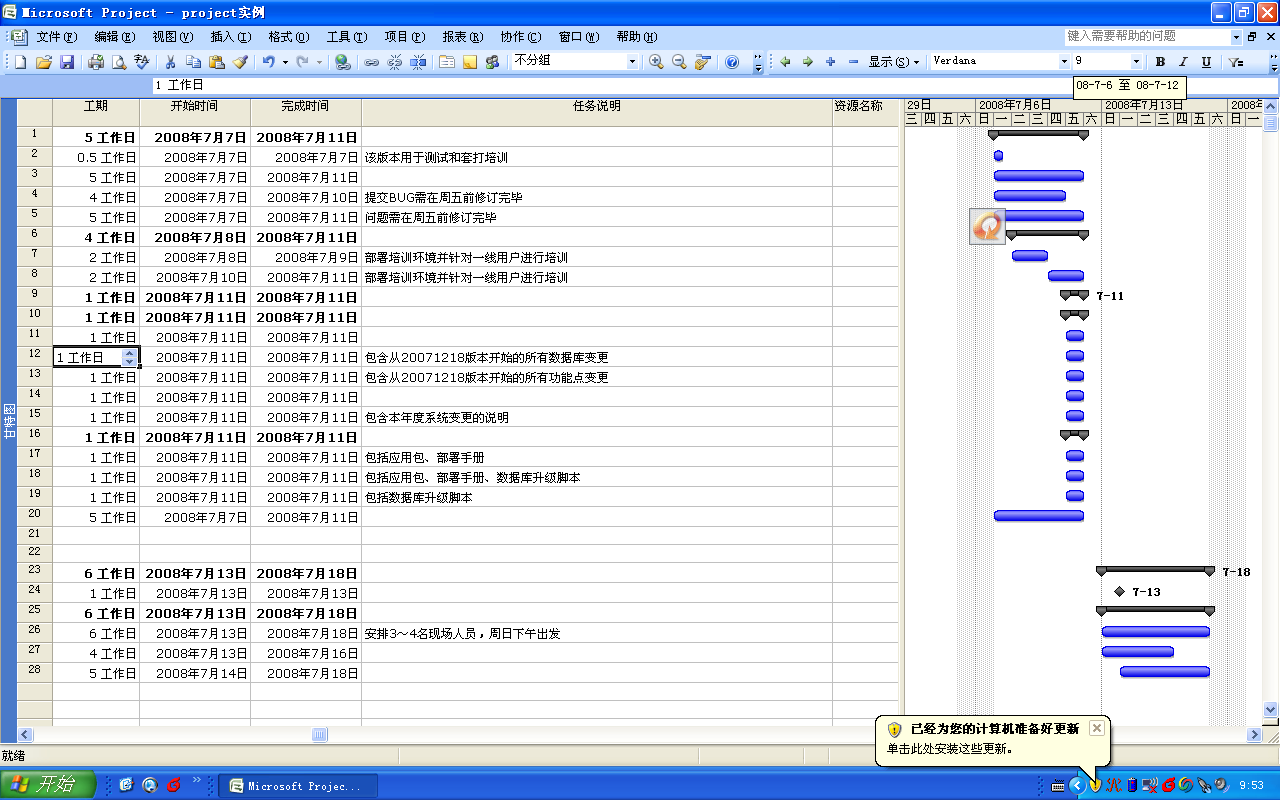 Microsoft Project - project实例
文件(F) 编辑(E) 视图(V) 插入(I) 格式(O) 工具(T) 项目(P) 报表(R) 协作(C) 窗口(W) 帮助(H) 键入需要帮助的问题
不分组 显示(S) Verdana 9 B I U
1 工作日
08-7-6 至 08-7-12
工期 开始时间 完成时间 任务说明 资源名称 29日 2008年7月6日 2008年7月13日 2008年
三 四 五 六 日 一 二 三 四 五 六 日 一 二 三 四 五 六 日 一
1 5 工作日 2008年7月7日 2008年7月11日
2 0.5 工作日 2008年7月7日 2008年7月7日 该版本用于测试和套打培训
3 5 工作日 2008年7月7日 2008年7月11日
4 4 工作日 2008年7月7日 2008年7月10日 提交BUG需在周五前修订完毕
5 5 工作日 2008年7月7日 2008年7月11日 问题需在周五前修订完毕
6 4 工作日 2008年7月8日 2008年7月11日
7 2 工作日 2008年7月8日 2008年7月9日 部署培训环境并针对一线用户进行培训
8 2 工作日 2008年7月10日 2008年7月11日 部署培训环境并针对一线用户进行培训
9 1 工作日 2008年7月11日 2008年7月11日 7-11
10 1 工作日 2008年7月11日 2008年7月11日
11 1 工作日 2008年7月11日 2008年7月11日
12 1 工作日 2008年7月11日 2008年7月11日 包含从20071218版本开始的所有数据库变更
13 1 工作日 2008年7月11日 2008年7月11日 包含从20071218版本开始的所有功能点变更
14 1 工作日 2008年7月11日 2008年7月11日
甘特图
15 1 工作日 2008年7月11日 2008年7月11日 包含本年度系统变更的说明
16 1 工作日 2008年7月11日 2008年7月11日
17 1 工作日 2008年7月11日 2008年7月11日 包括应用包、部署手册
18 1 工作日 2008年7月11日 2008年7月11日 包括应用包、部署手册、数据库升级脚本
19 1 工作日 2008年7月11日 2008年7月11日 包括数据库升级脚本
20 5 工作日 2008年7月7日 2008年7月11日
21
22
23 6 工作日 2008年7月13日 2008年7月18日 7-18
24 1 工作日 2008年7月13日 2008年7月13日 7-13
25 6 工作日 2008年7月13日 2008年7月18日
26 6 工作日 2008年7月13日 2008年7月18日 安排3～4名现场人员，周日下午出发
27 4 工作日 2008年7月13日 2008年7月16日
28 5 工作日 2008年7月14日 2008年7月18日
已经为您的计算机准备好更新
单击此处安装这些更新。
就绪
开始 Microsoft Projec... 9:53